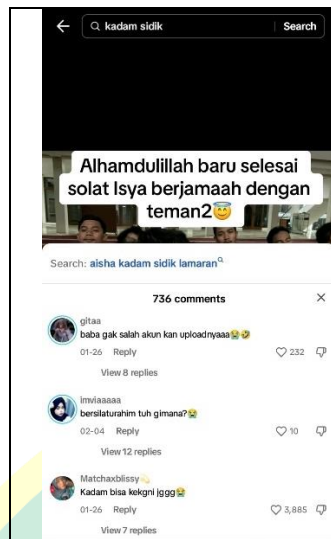 kadam sidik
Search
Alhamdulillah baru selesai
solat Isya berjamaah dengan
teman2😇
Search: aisha kadam sidik lamaran
736 comments
gitaa
baba gak salah akun kan uploadnyaaa😭🤣
01-26 Reply
232
View 8 replies
imviaaaaa
bersilaturahim tuh gimana?😭
02-04 Reply
10
View 12 replies
Matchaxblissy💫
Kadam bisa kekgni jggg😭
01-26 Reply
3,885
View 7 replies